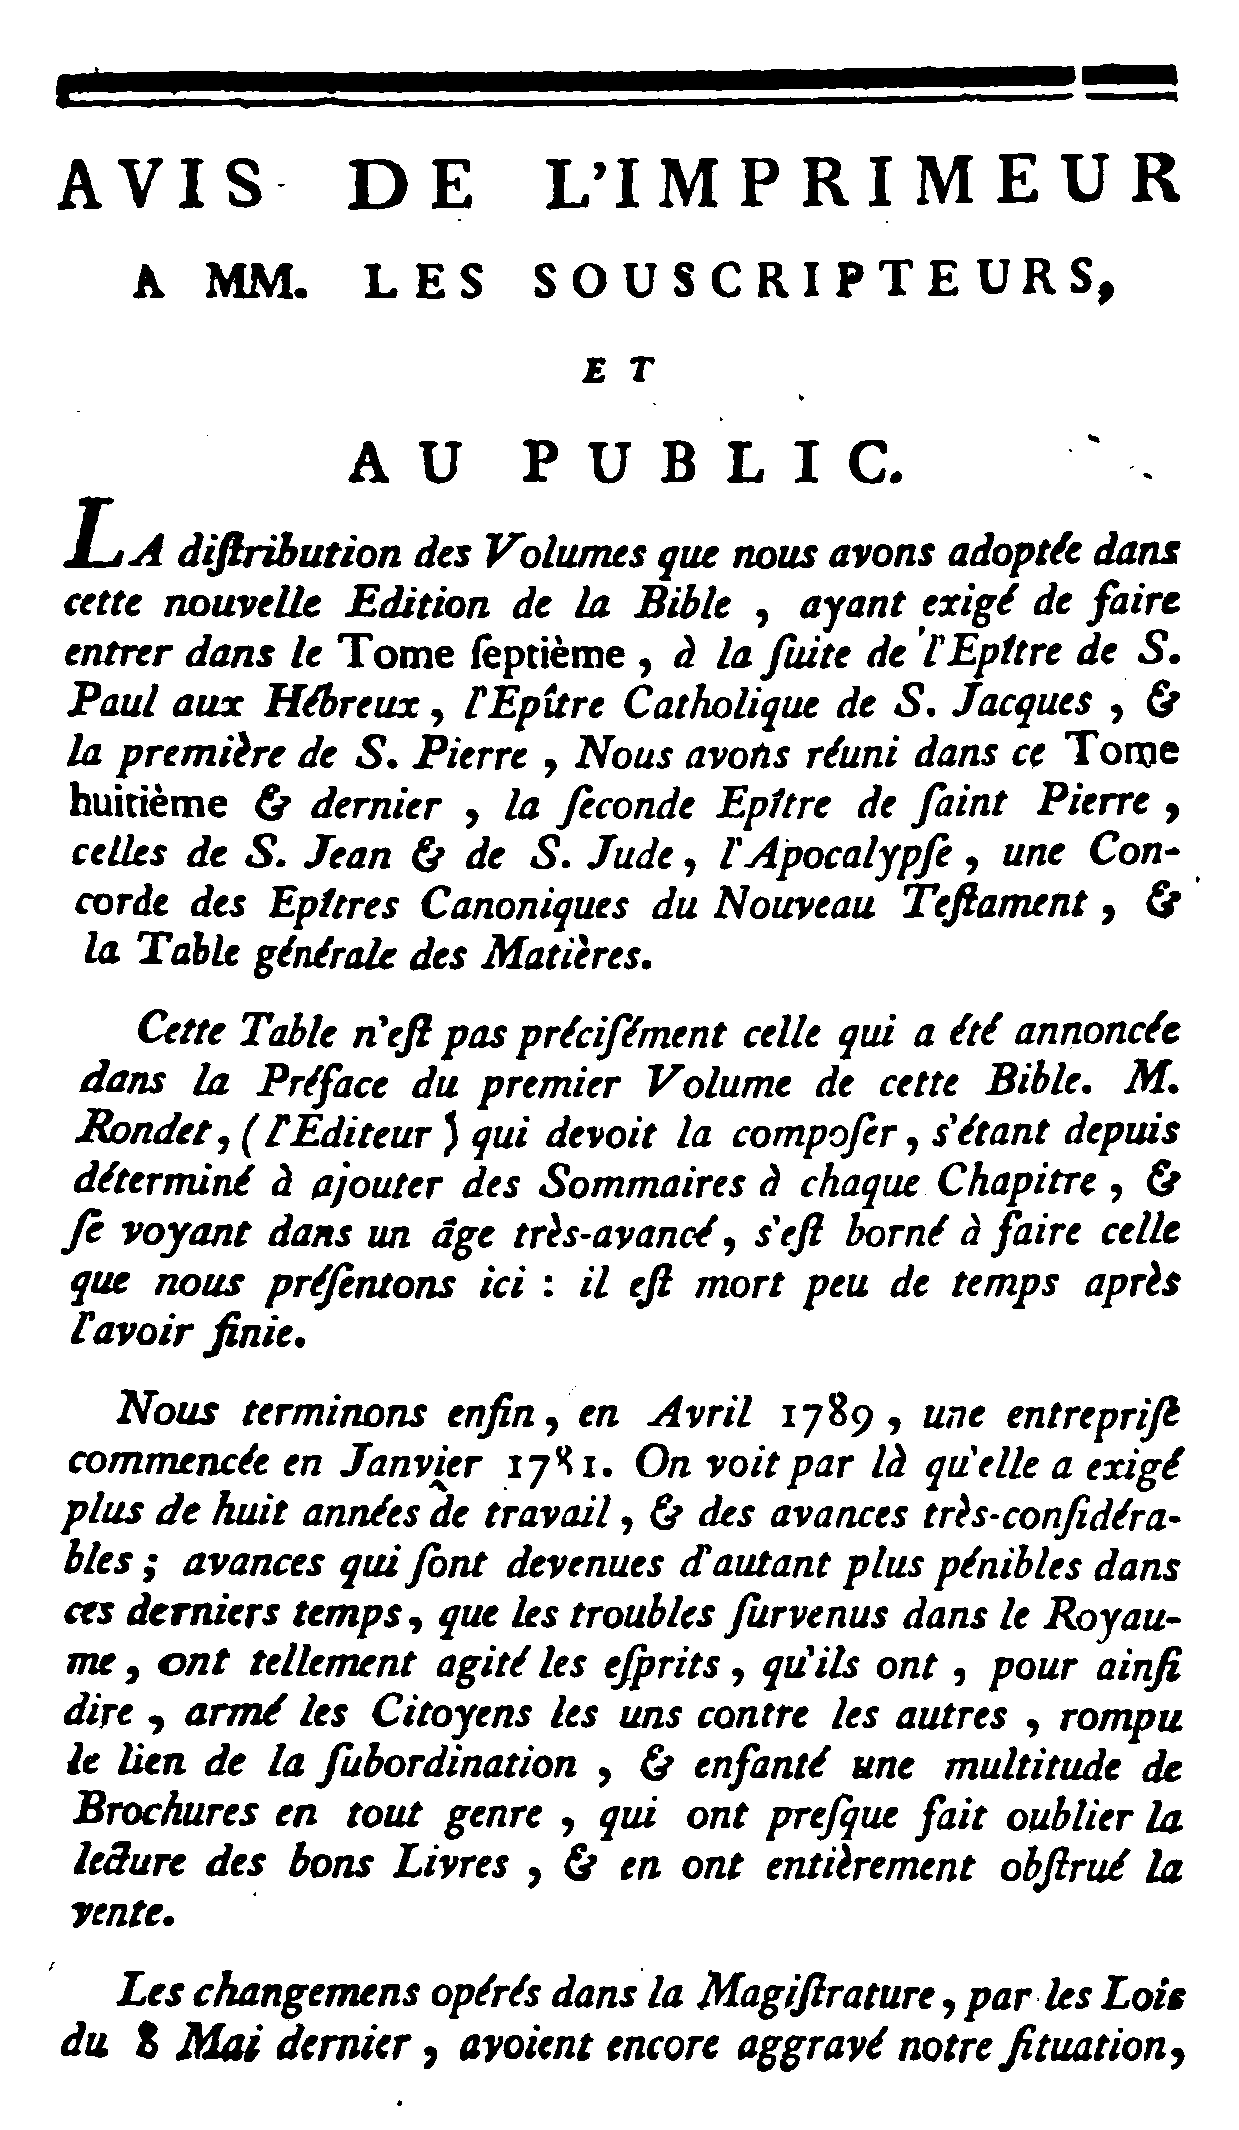 AVIS DE L'IMPRIMEUR
A MM. LES SOUSCRIPTEURS,
ET
AU PUBLIC.
LA diſtribution des Volumes que nous avons adoptée dans
cette nouvelle Edition de la Bible , ayant exigé de faire
entrer dans le Tome ſeptième , à la ſuite de l'Epître de S.
Paul aux Hébreux , l'Epître Catholique de S. Jacques , &
la première de S. Pierre , Nous avons réuni dans ce Tome
huitième & dernier , la ſeconde Epître de ſaint Pierre ,
celles de S. Jean & de S. Jude , l'Apocalypſe , une Con-
corde des Epîtres Canoniques du Nouveau Teſtament , &
la Table générale des Matières.
Cette Table n'eſt pas préciſément celle qui a été annoncée
dans la Préface du premier Volume de cette Bible. M.
Rondet , ( l'Editeur ) qui devoit la compoſer , s'étant depuis
déterminé à ajouter des Sommaires à chaque Chapitre , &
ſe voyant dans un âge très-avancé , s'eſt borné à faire celle
que nous préſentons ici : il eſt mort peu de temps après
l'avoir finie.
Nous terminons enfin , en Avril 1789 , une entrepriſe
commencée en Janvier 1781. On voit par là qu'elle a exigé
plus de huit années de travail , & des avances très-conſidéra-
bles ; avances qui ſont devenues d'autant plus pénibles dans
ces derniers temps , que les troubles ſurvenus dans le Royau-
me , ont tellement agité les eſprits , qu'ils ont , pour ainſi
dire , armé les Citoyens les uns contre les autres , rompu
le lien de la ſubordination , & enfanté une multitude de
Brochures en tout genre , qui ont preſque fait oublier la
lecture des bons Livres , & en ont entièrement obſtrué la
vente.
Les changemens opérés dans la Magiſtrature , par les Lois
du 8 Mai dernier , avoient encore aggravé notre ſituation ,